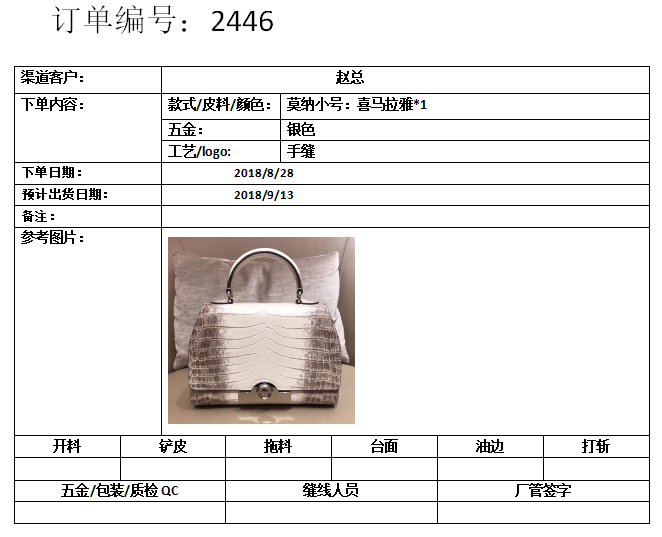 订单编号：2446
渠道客户： 赵总
下单内容： 款式/皮料/颜色： 莫纳小号：喜马拉雅*1
五金： 银色
工艺/logo: 手缝
下单日期： 2018/8/28
预计出货日期： 2018/9/13
备注：
参考图片：
开料 铲皮 拖料 台面 油边 打斩
五金/包装/质检 QC 缝线人员 厂管签字